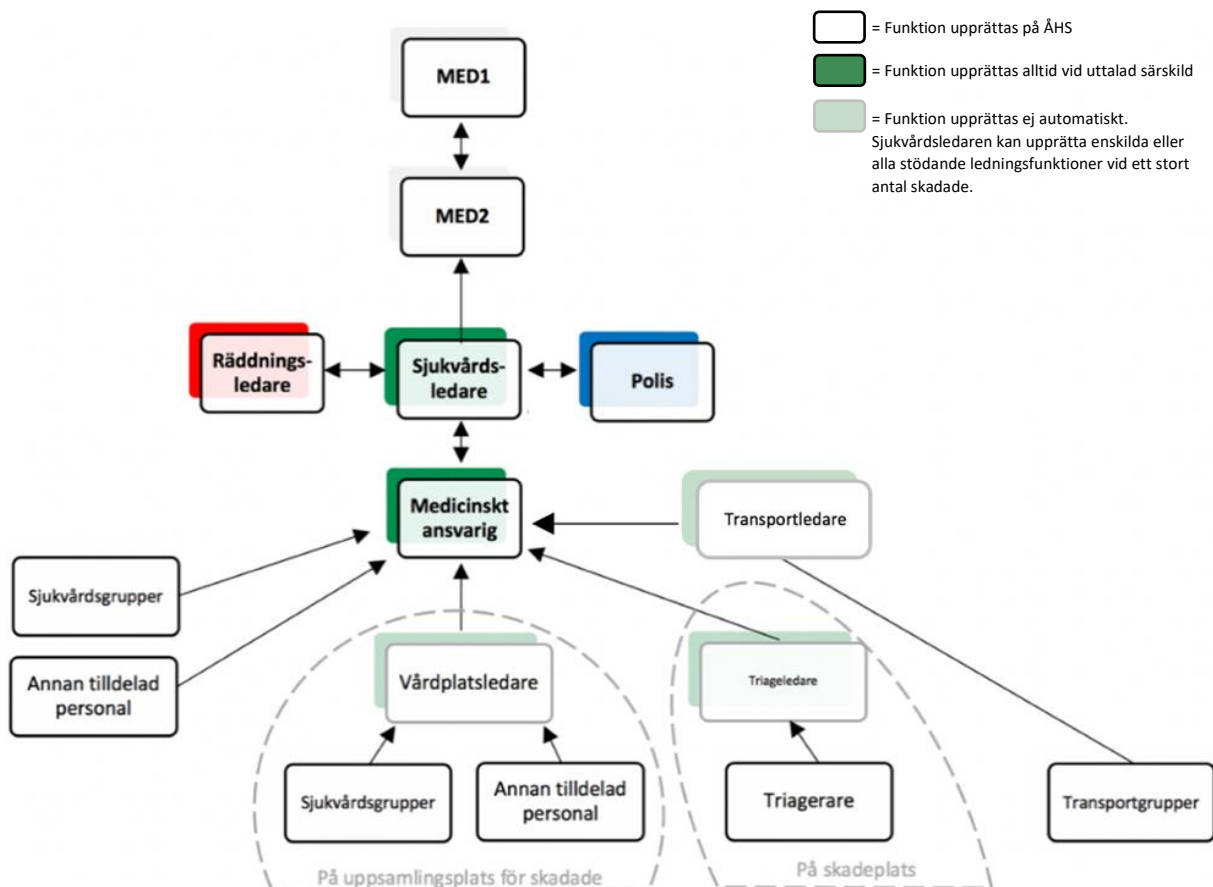 = Funktion upprättas på ÅHS
= Funktion upprättas alltid vid uttalad särskild
= Funktion upprättas ej automatiskt.
Sjukvårdsledaren kan upprätta enskilda eller
alla stödande ledningsfunktioner vid ett stort
antal skadade.
MED1
MED2
Räddnings-
ledare
Sjukvårds-
ledare
Polis
Medicinskt
ansvarig
Transportledare
Sjukvårdsgrupper
Annan tilldelad
personal
Vårdplatsledare
Triageledare
Sjukvårdsgrupper
Annan tilldelad
personal
Triagerare
Transportgrupper
På uppsamlingsplats för skadade
På skadeplats